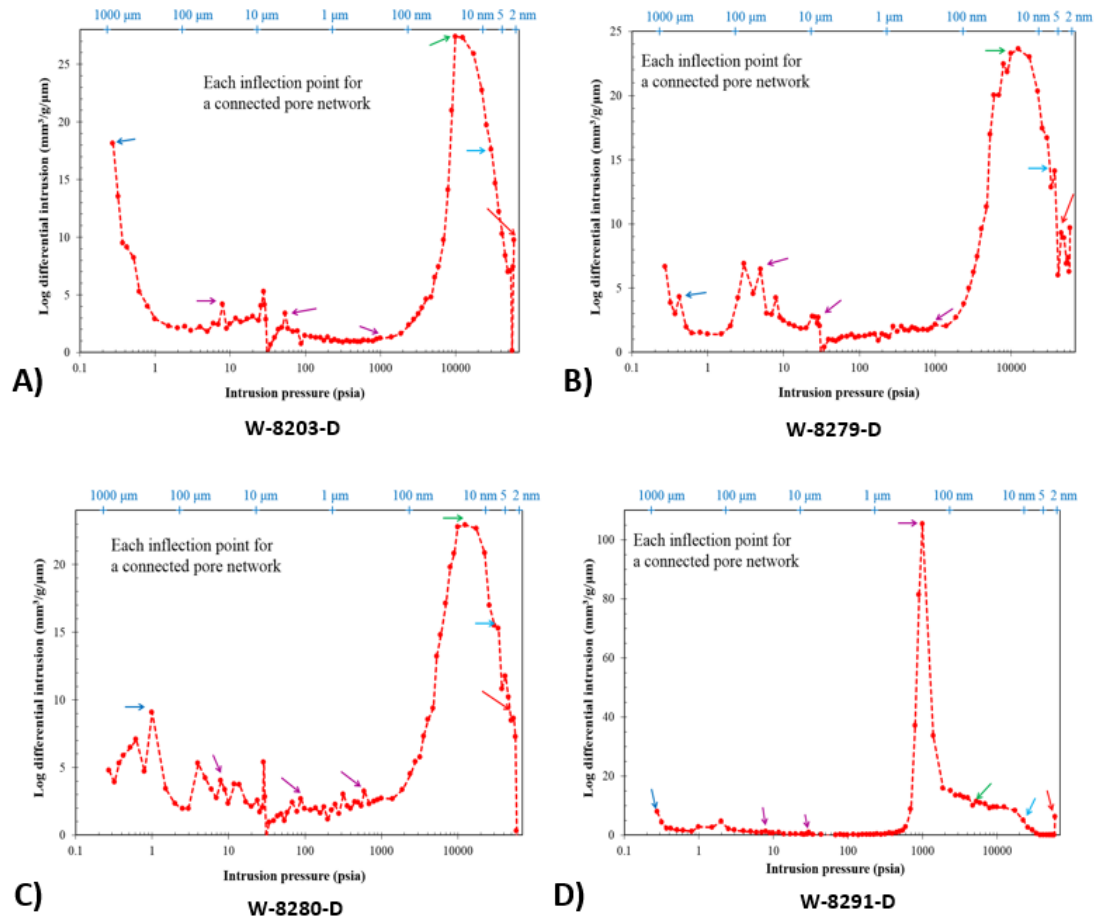 1000 µm 100 µm 10 µm 1 µm 100 nm 10 nm 5 2 nm
25
20
15
10
5
0
Log differential intrusion (mm³/g/µm)
Each inflection point for
a connected pore network
0.1 1 10 100 1000 10000
Intrusion pressure (psia)
A)
W-8203-D
1000 µm 100 µm 10 µm 1 µm 100 nm 10 nm 5 2 nm
25
20
15
10
5
0
Log differential intrusion (mm³/g/µm)
Each inflection point for
a connected pore network
0.1 1 10 100 1000 10000
Intrusion pressure (psia)
B)
W-8279-D
1000 µm 100 µm 10 µm 1 µm 100 nm 10 nm 5 2 nm
20
15
10
5
0
Log differential intrusion (mm³/g/µm)
Each inflection point for
a connected pore network
0.1 1 10 100 1000 10000
Intrusion pressure (psia)
C)
W-8280-D
1000 µm 100 µm 10 µm 1 µm 100 nm 10 nm 5 2 nm
100
80
60
40
20
0
Log differential intrusion (mm³/g/µm)
Each inflection point for
a connected pore network
0.1 1 10 100 1000 10000
Intrusion pressure (psia)
D)
W-8291-D